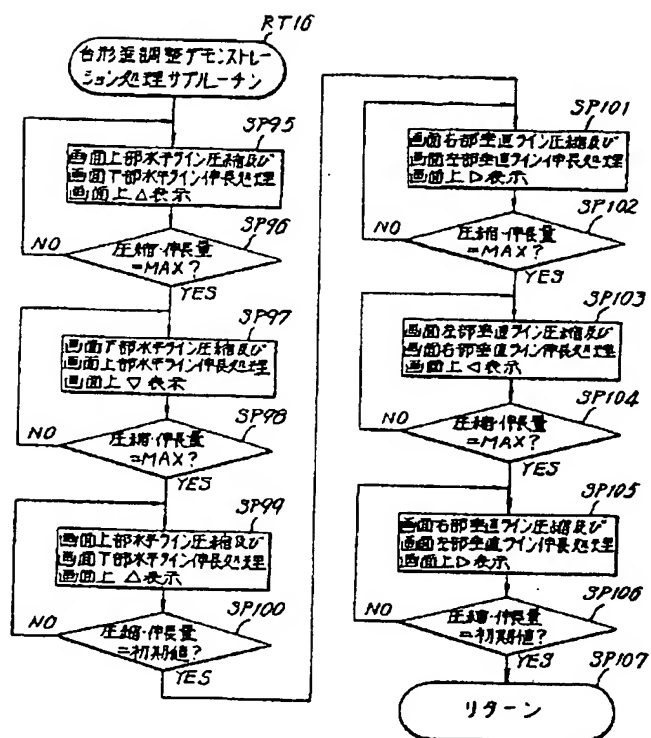 RT16
台形歪調整デモンストレー
ション処理サブルーチン
SP95
画面上部水平ライン圧縮及び
画面下部水平ライン伸長処理
画面上 △ 表示
SP96
圧縮・伸長量
=MAX?
NO
YES
SP97
画面下部水平ライン圧縮及び
画面上部水平ライン伸長処理
画面上 ▽ 表示
SP98
圧縮・伸長量
=MAX?
NO
YES
SP99
画面上部水平ライン圧縮及び
画面下部水平ライン伸長処理
画面上 △ 表示
SP100
圧縮・伸長量
=初期値?
NO
YES
SP101
画面右部垂直ライン圧縮及び
画面左部垂直ライン伸長処理
画面上 ▷ 表示
SP102
圧縮・伸長量
=MAX?
NO
YES
SP103
画面左部垂直ライン圧縮及び
画面右部垂直ライン伸長処理
画面上 ◁ 表示
SP104
圧縮・伸長量
=MAX?
NO
YES
SP105
画面右部垂直ライン圧縮及び
画面左部垂直ライン伸長処理
画面上 ▷ 表示
SP106
圧縮・伸長量
=初期値?
NO
YES
SP107
リターン